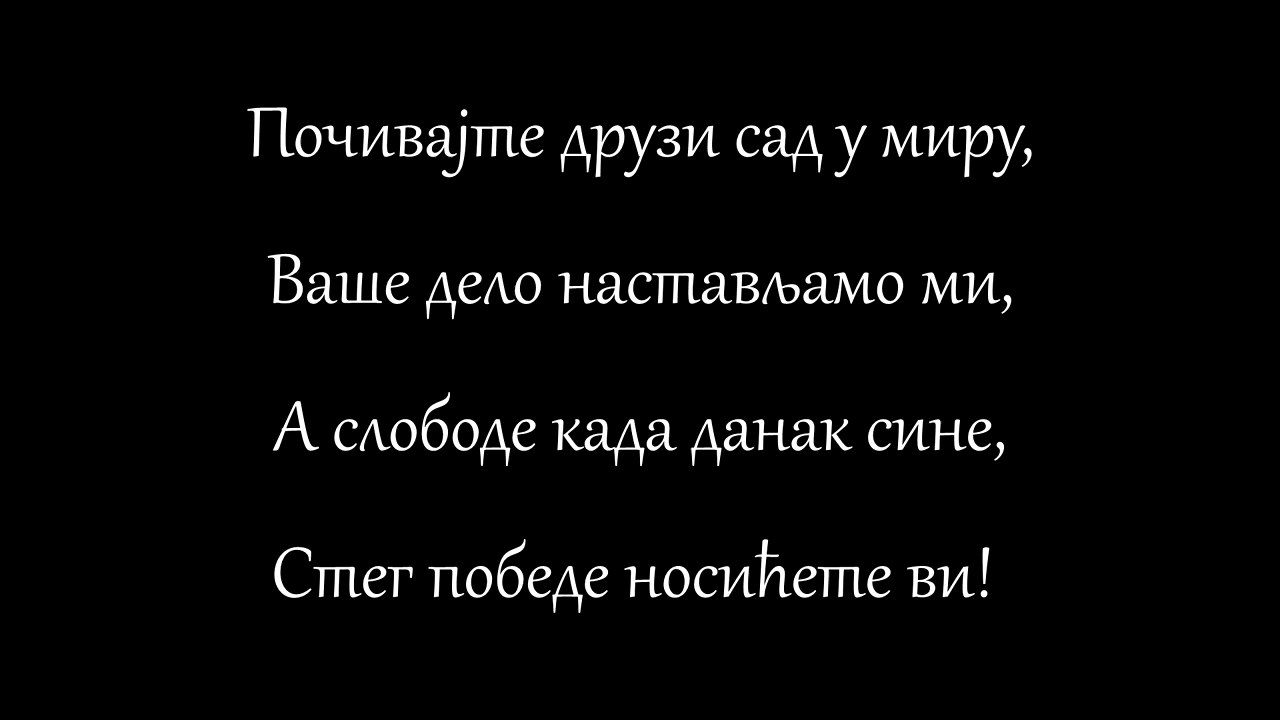 Почивајте друзи сад у миру,
Ваше дело настављамо ми,
А слободе када данак сине,
Стег победе носићете ви!